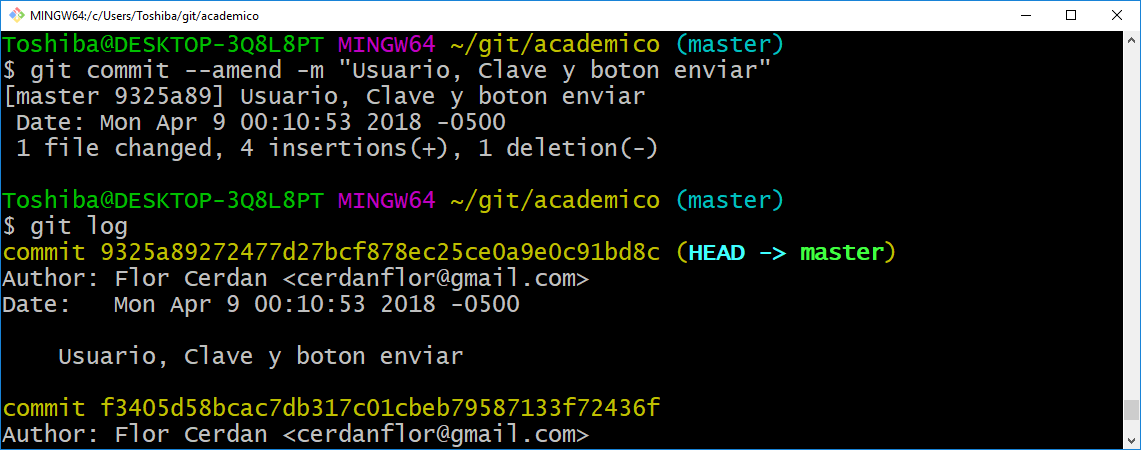 MINGW64:/c/Users/Toshiba/git/academico
Toshiba@DESKTOP-3Q8L8PT MINGW64 ~/git/academico (master)
$ git commit --amend -m "Usuario, Clave y boton enviar"
[master 9325a89] Usuario, Clave y boton enviar
 Date: Mon Apr 9 00:10:53 2018 -0500
 1 file changed, 4 insertions(+), 1 deletion(-)

Toshiba@DESKTOP-3Q8L8PT MINGW64 ~/git/academico (master)
$ git log
commit 9325a89272477d27bcf878ec25ce0a9e0c91bd8c (HEAD -> master)
Author: Flor Cerdan <cerdanflor@gmail.com>
Date:   Mon Apr 9 00:10:53 2018 -0500

    Usuario, Clave y boton enviar

commit f3405d58bcac7db317c01cbeb79587133f72436f
Author: Flor Cerdan <cerdanflor@gmail.com>